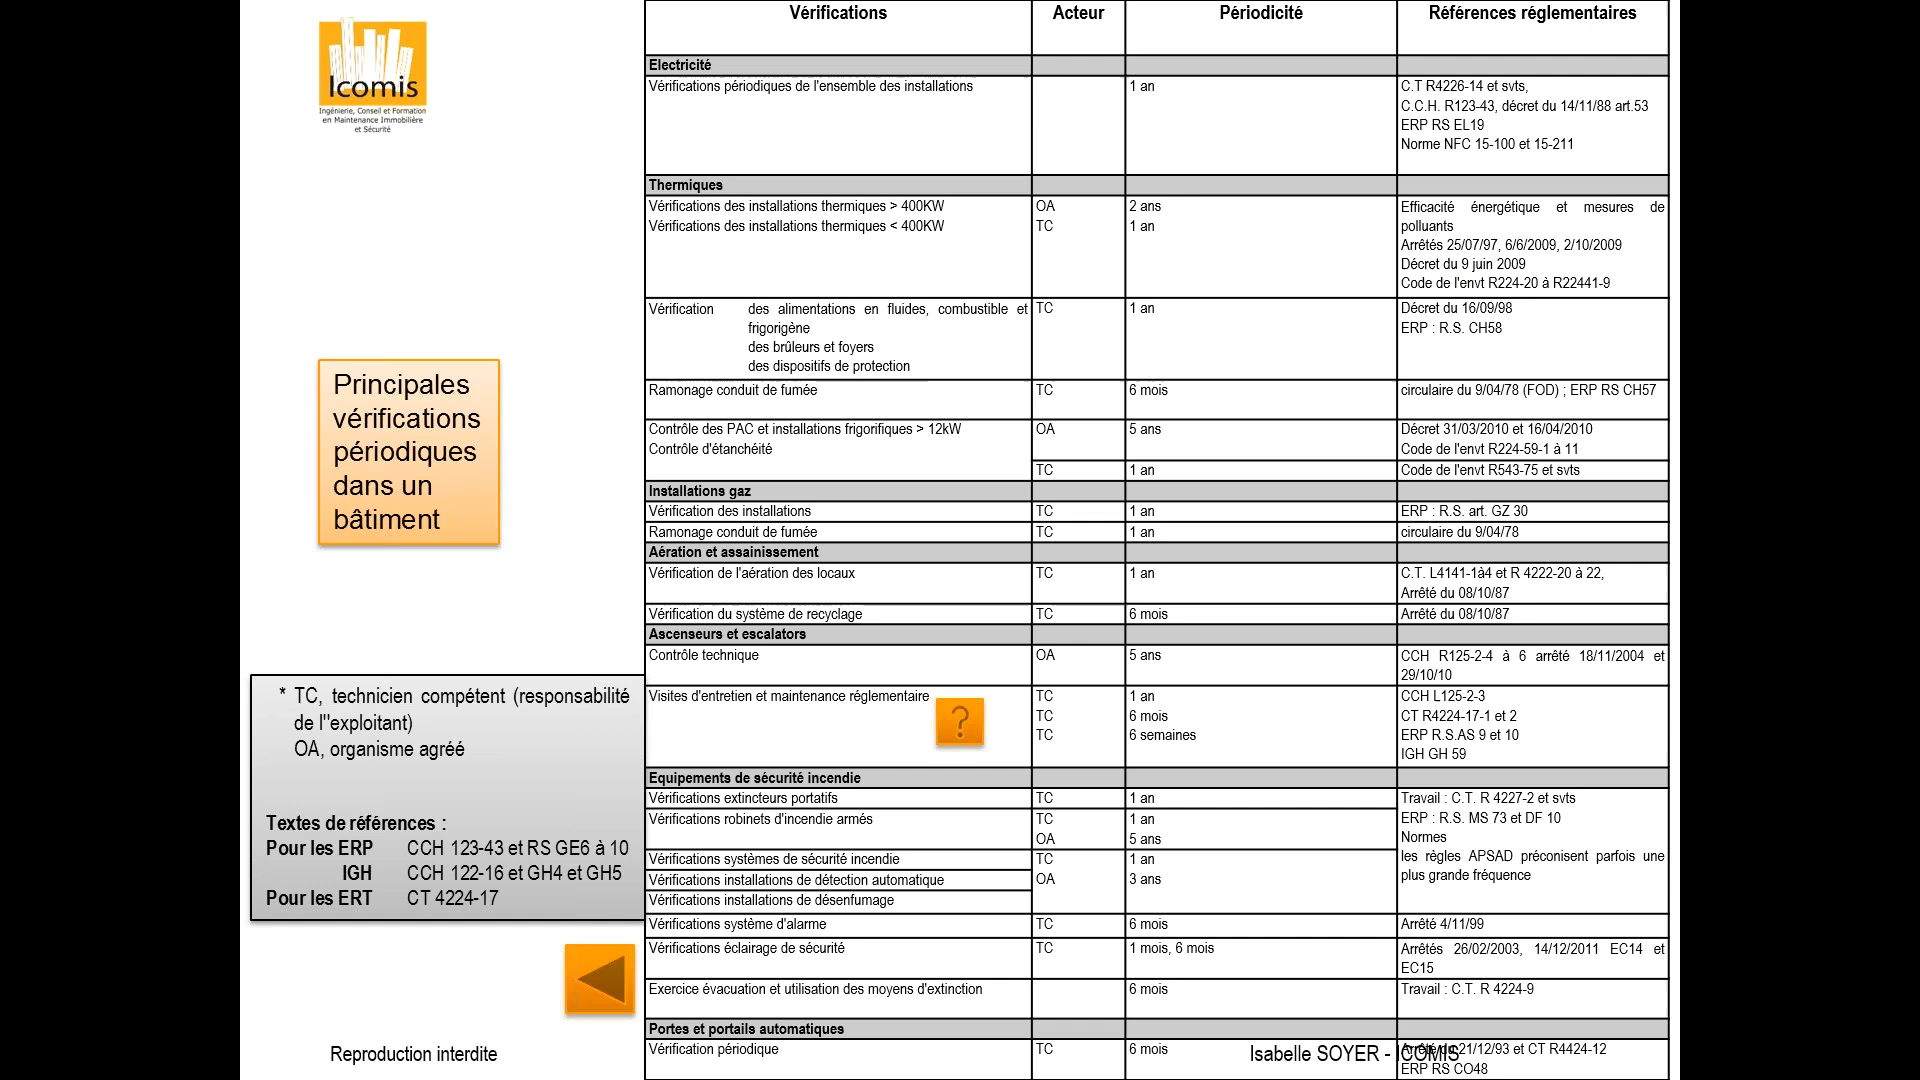 Icomis
Ingénierie, Conseil et Formation
en Maintenance Immobilière
et Sécurité
Principales
vérifications
périodiques
dans un
bâtiment
* TC, technicien compétent (responsabilité
de l''exploitant)
OA, organisme agréé
Textes de références :
Pour les ERP CCH 123-43 et RS GE6 à 10
IGH CCH 122-16 et GH4 et GH5
Pour les ERT CT 4224-17
Reproduction interdite
Vérifications Acteur Périodicité Références réglementaires
Electricité
Vérifications périodiques de l'ensemble des installations 1 an C.T R4226-14 et svts,
C.C.H. R123-43, décret du 14/11/88 art.53
ERP RS EL19
Norme NFC 15-100 et 15-211
Thermiques
Vérifications des installations thermiques > 400KW OA 2 ans Efficacité énergétique et mesures de
Vérifications des installations thermiques < 400KW TC 1 an polluants
Arrêtés 25/07/97, 6/6/2009, 2/10/2009
Décret du 9 juin 2009
Code de l'envt R224-20 à R22441-9
Vérification des alimentations en fluides, combustible et TC 1 an Décret du 16/09/98
frigorigène ERP : R.S. CH58
des brûleurs et foyers
des dispositifs de protection
Ramonage conduit de fumée TC 6 mois circulaire du 9/04/78 (FOD) ; ERP RS CH57
Contrôle des PAC et installations frigorifiques > 12kW OA 5 ans Décret 31/03/2010 et 16/04/2010
Contrôle d'étanchéité Code de l'envt R224-59-1 à 11
TC 1 an Code de l'envt R543-75 et svts
Installations gaz
Vérification des installations TC 1 an ERP : R.S. art. GZ 30
Ramonage conduit de fumée TC 1 an circulaire du 9/04/78
Aération et assainissement
Vérification de l'aération des locaux TC 1 an C.T. L4141-1à4 et R 4222-20 à 22,
Arrêté du 08/10/87
Vérification du système de recyclage TC 6 mois Arrêté du 08/10/87
Ascenseurs et escalators
Contrôle technique OA 5 ans CCH R125-2-4 à 6 arrêté 18/11/2004 et
29/10/10
Visites d'entretien et maintenance réglementaire TC 1 an CCH L125-2-3
? TC 6 mois CT R4224-17-1 et 2
TC 6 semaines ERP R.S.AS 9 et 10
IGH GH 59
Equipements de sécurité incendie
Vérifications extincteurs portatifs TC 1 an Travail : C.T. R 4227-2 et svts
Vérifications robinets d'incendie armés TC 1 an ERP : R.S. MS 73 et DF 10
OA 5 ans Normes
Vérifications systèmes de sécurité incendie TC 1 an les règles APSAD préconisent parfois une
Vérifications installations de détection automatique OA 3 ans plus grande fréquence
Vérifications installations de désenfumage
Vérifications système d'alarme TC 6 mois Arrêté 4/11/99
Vérifications éclairage de sécurité TC 1 mois, 6 mois Arrêtés 26/02/2003, 14/12/2011 EC14 et
EC15
Exercice évacuation et utilisation des moyens d'extinction 6 mois Travail : C.T. R 4224-9
Portes et portails automatiques
Vérification périodique TC 6 mois Arrêté du 21/12/93 et CT R4424-12
ERP RS CO48
Isabelle SOYER - ICOMIS